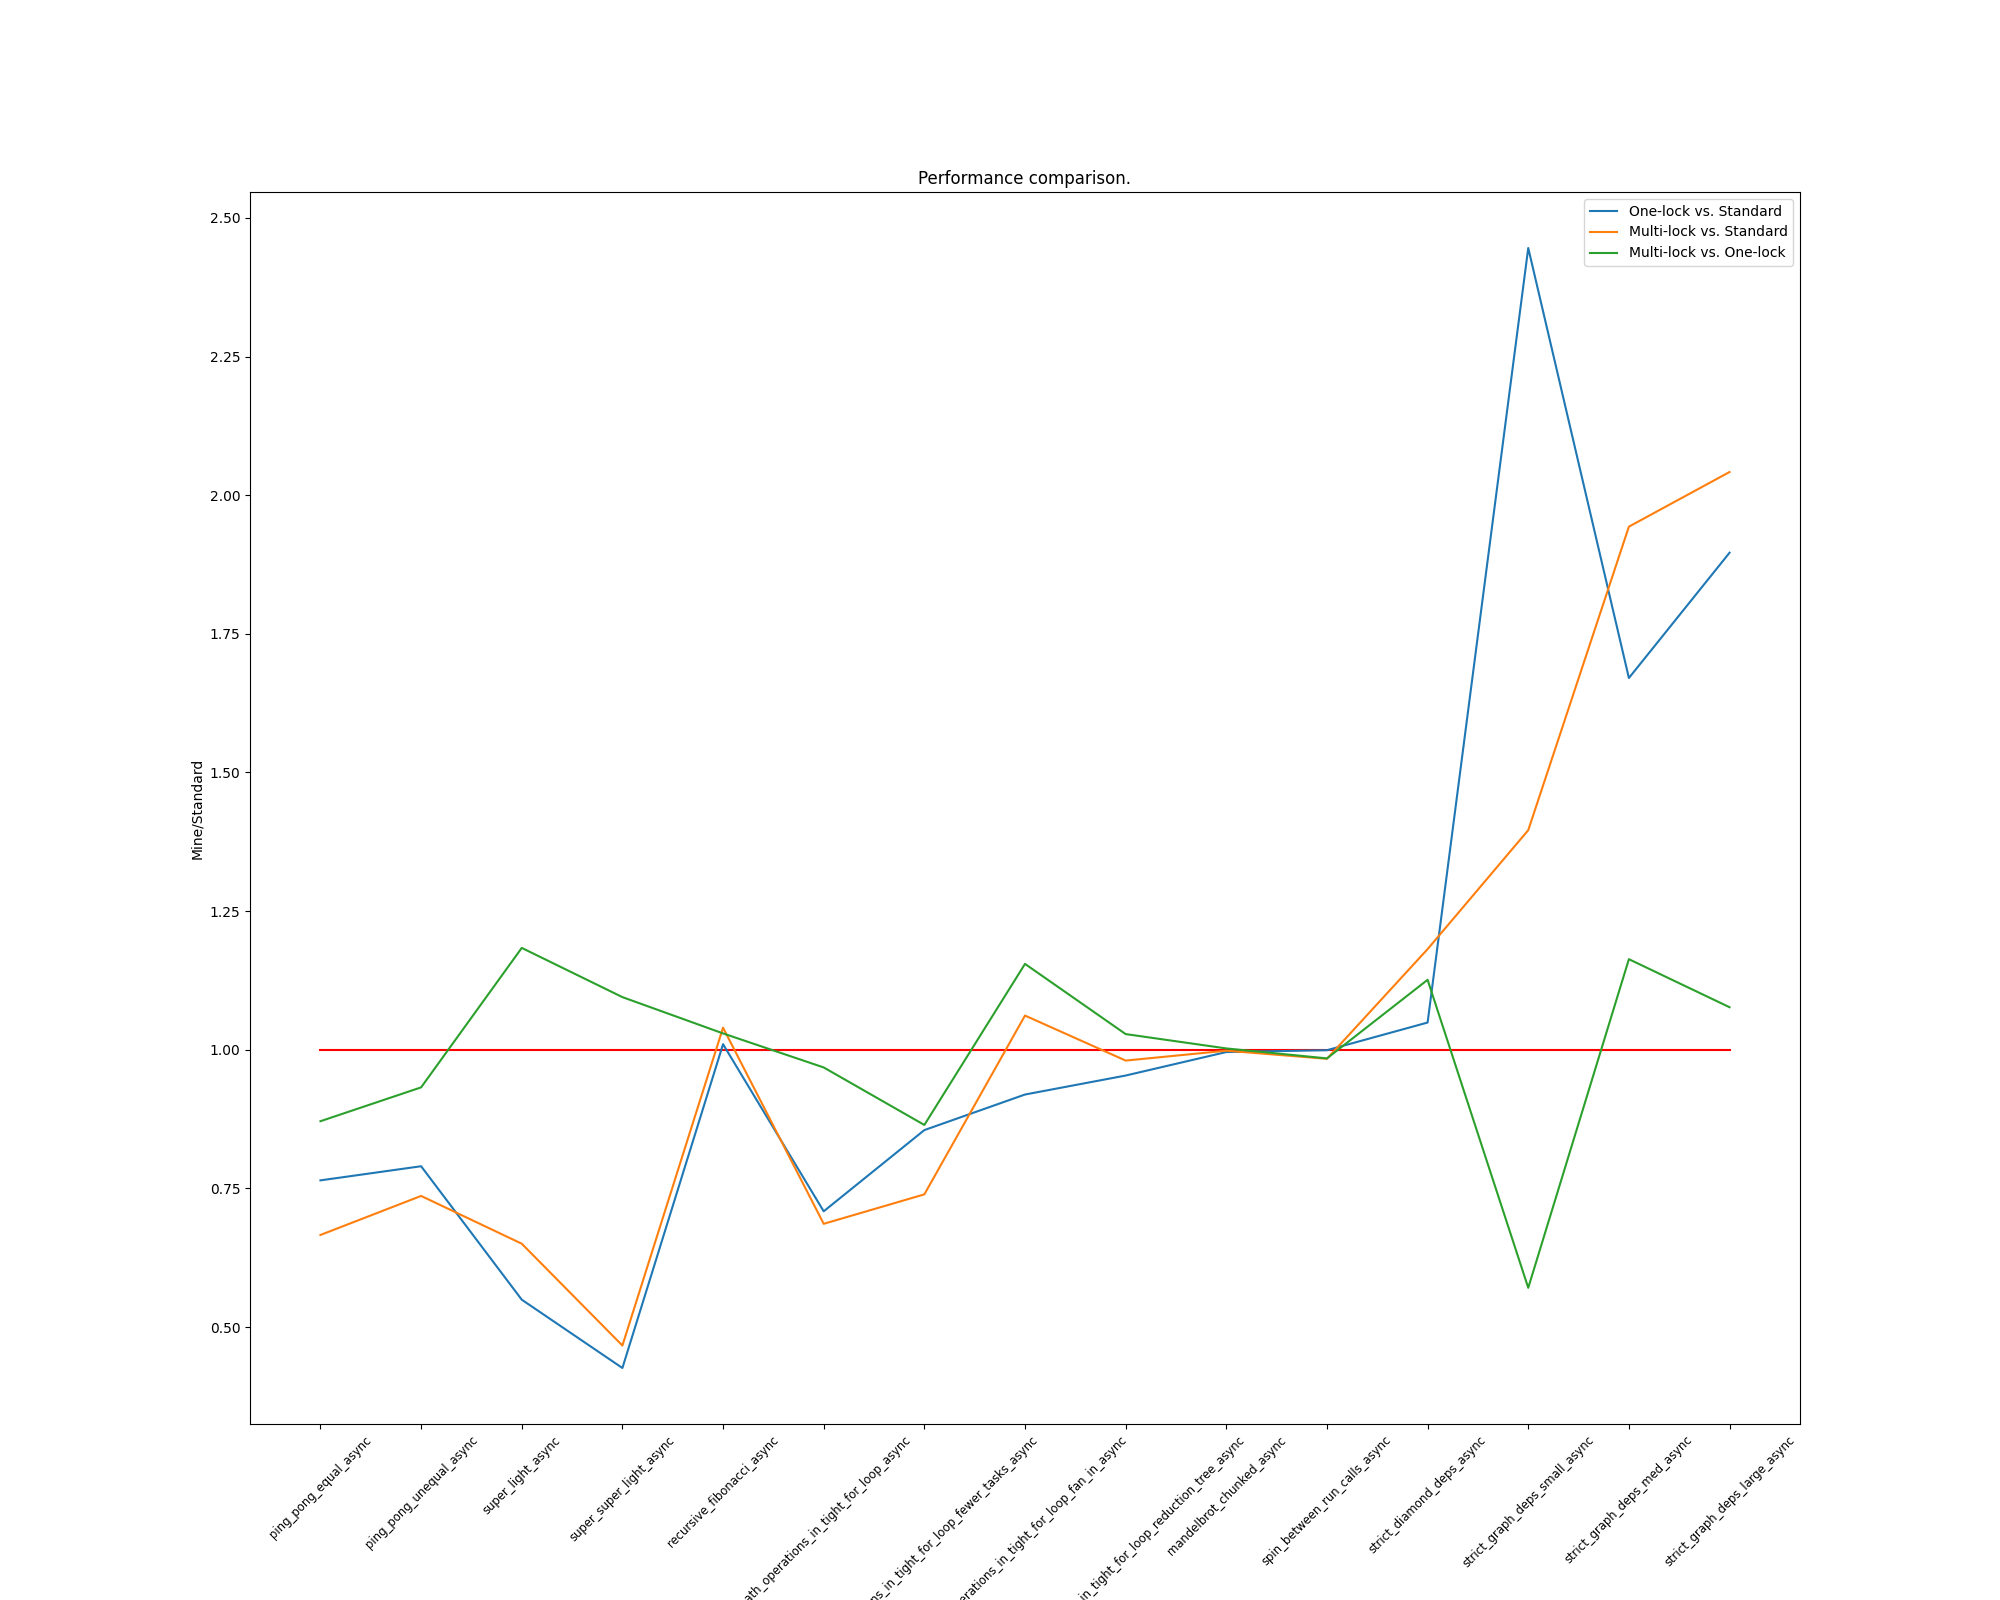 Performance comparison.
One-lock vs. Standard
Multi-lock vs. Standard
Multi-lock vs. One-lock
Mine/Standard
2.50
2.25
2.00
1.75
1.50
1.25
1.00
0.75
0.50
ping_pong_equal_async
ping_pong_unequal_async
super_light_async
super_super_light_async
recursive_fibonacci_async
ath_operations_in_tight_for_loop_async
ns_in_tight_for_loop_fewer_tasks_async
erations_in_tight_for_loop_fan_in_async
in_tight_for_loop_reduction_tree_async
mandelbrot_chunked_async
spin_between_run_calls_async
strict_diamond_deps_async
strict_graph_deps_small_async
strict_graph_deps_med_async
strict_graph_deps_large_async